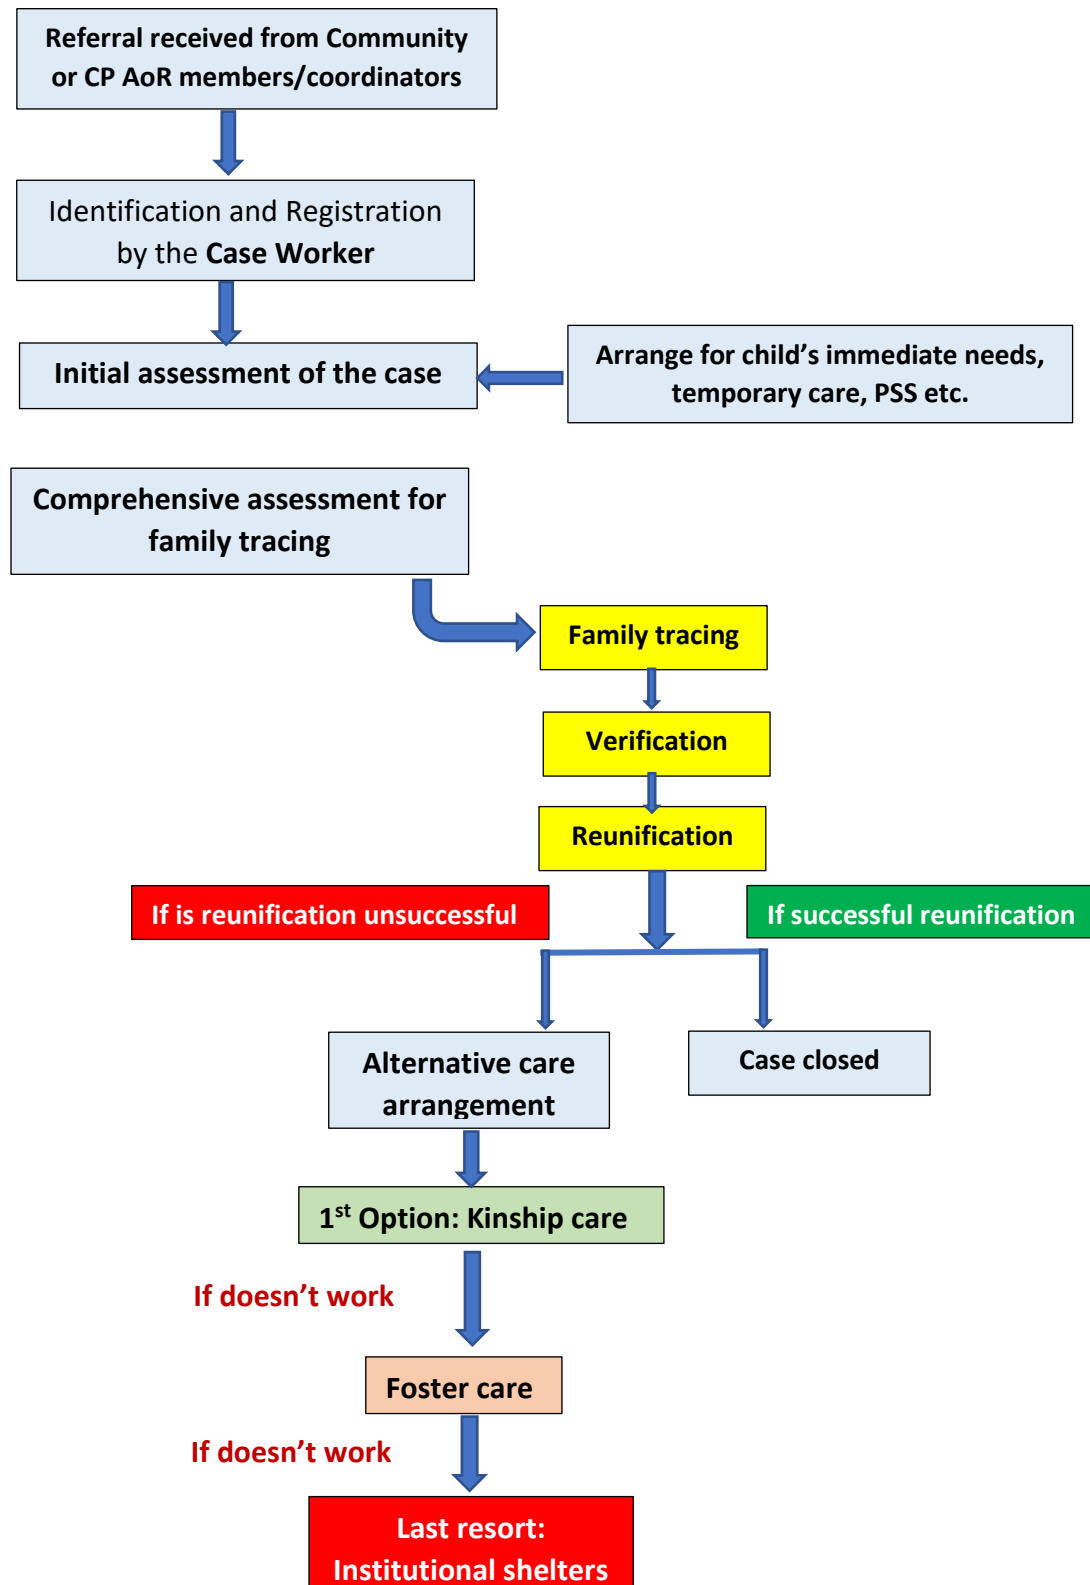 Referral received from Community
or CP AoR members/coordinators
Identification and Registration
by the Case Worker
Initial assessment of the case
Arrange for child’s immediate needs,
temporary care, PSS etc.
Comprehensive assessment for
family tracing
Family tracing
Verification
Reunification
If is reunification unsuccessful
If successful reunification
Alternative care
arrangement
Case closed
1st Option: Kinship care
If doesn’t work
Foster care
If doesn’t work
Last resort:
Institutional shelters